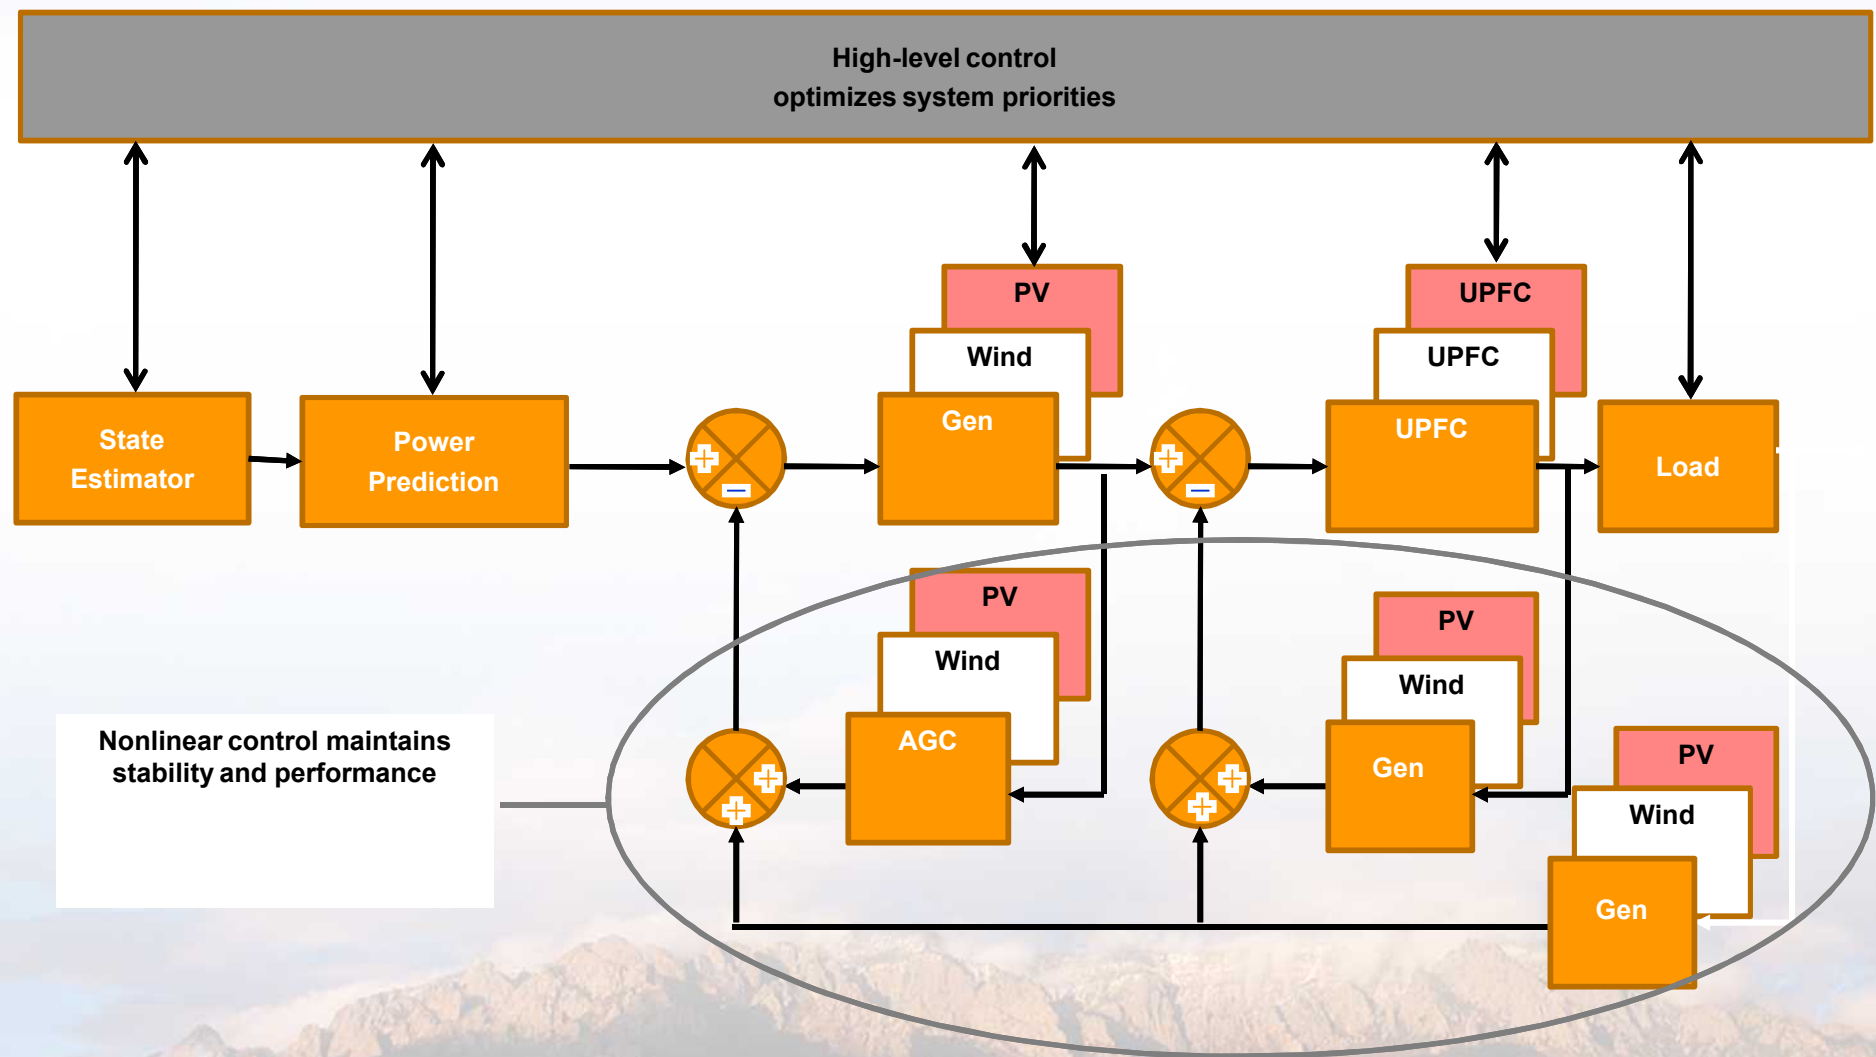 High-level control
optimizes system priorities
PV
Wind
Gen
UPFC
UPFC
UPFC
State
Estimator
Power
Prediction
+
−
+
−
Load
PV
Wind
AGC
PV
Wind
Gen
PV
Wind
Gen
+
+
+
+
Nonlinear control maintains
stability and performance